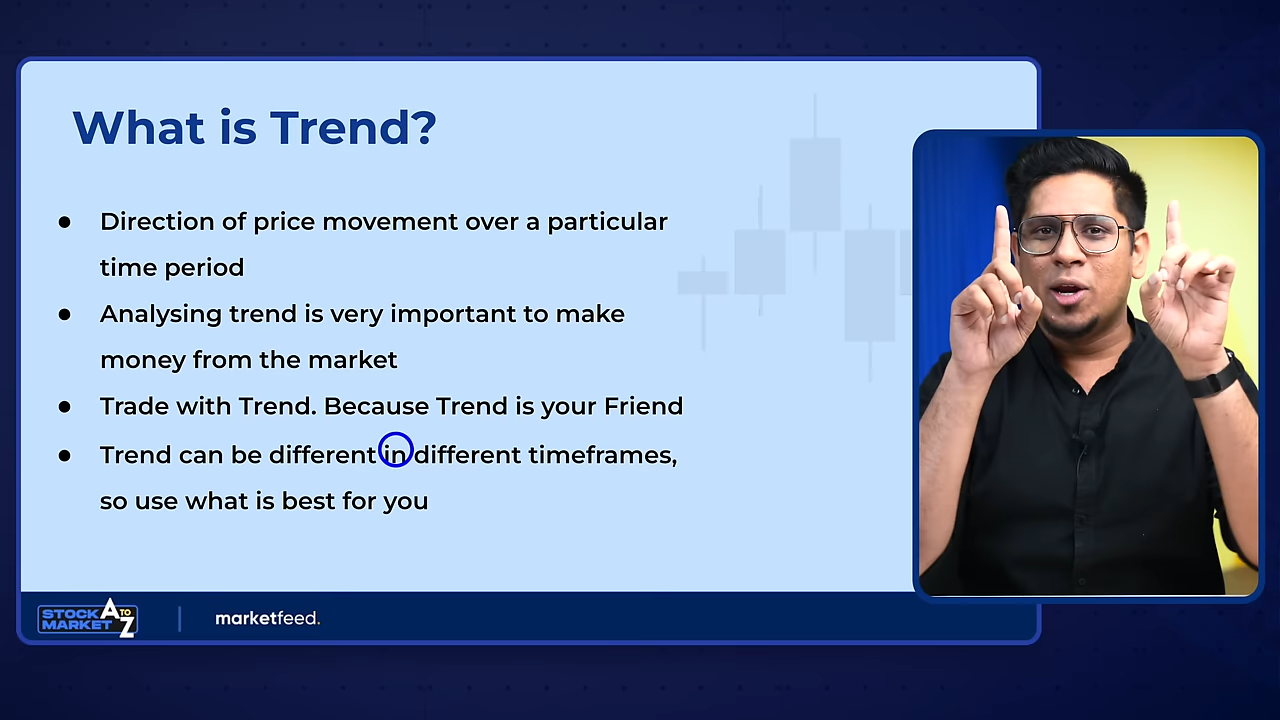 What is Trend?
● Direction of price movement over a particular
time period
● Analysing trend is very important to make
money from the market
● Trade with Trend. Because Trend is your Friend
● Trend can be different in different timeframes,
so use what is best for you
STOCK MARKET A TO Z
marketfeed.